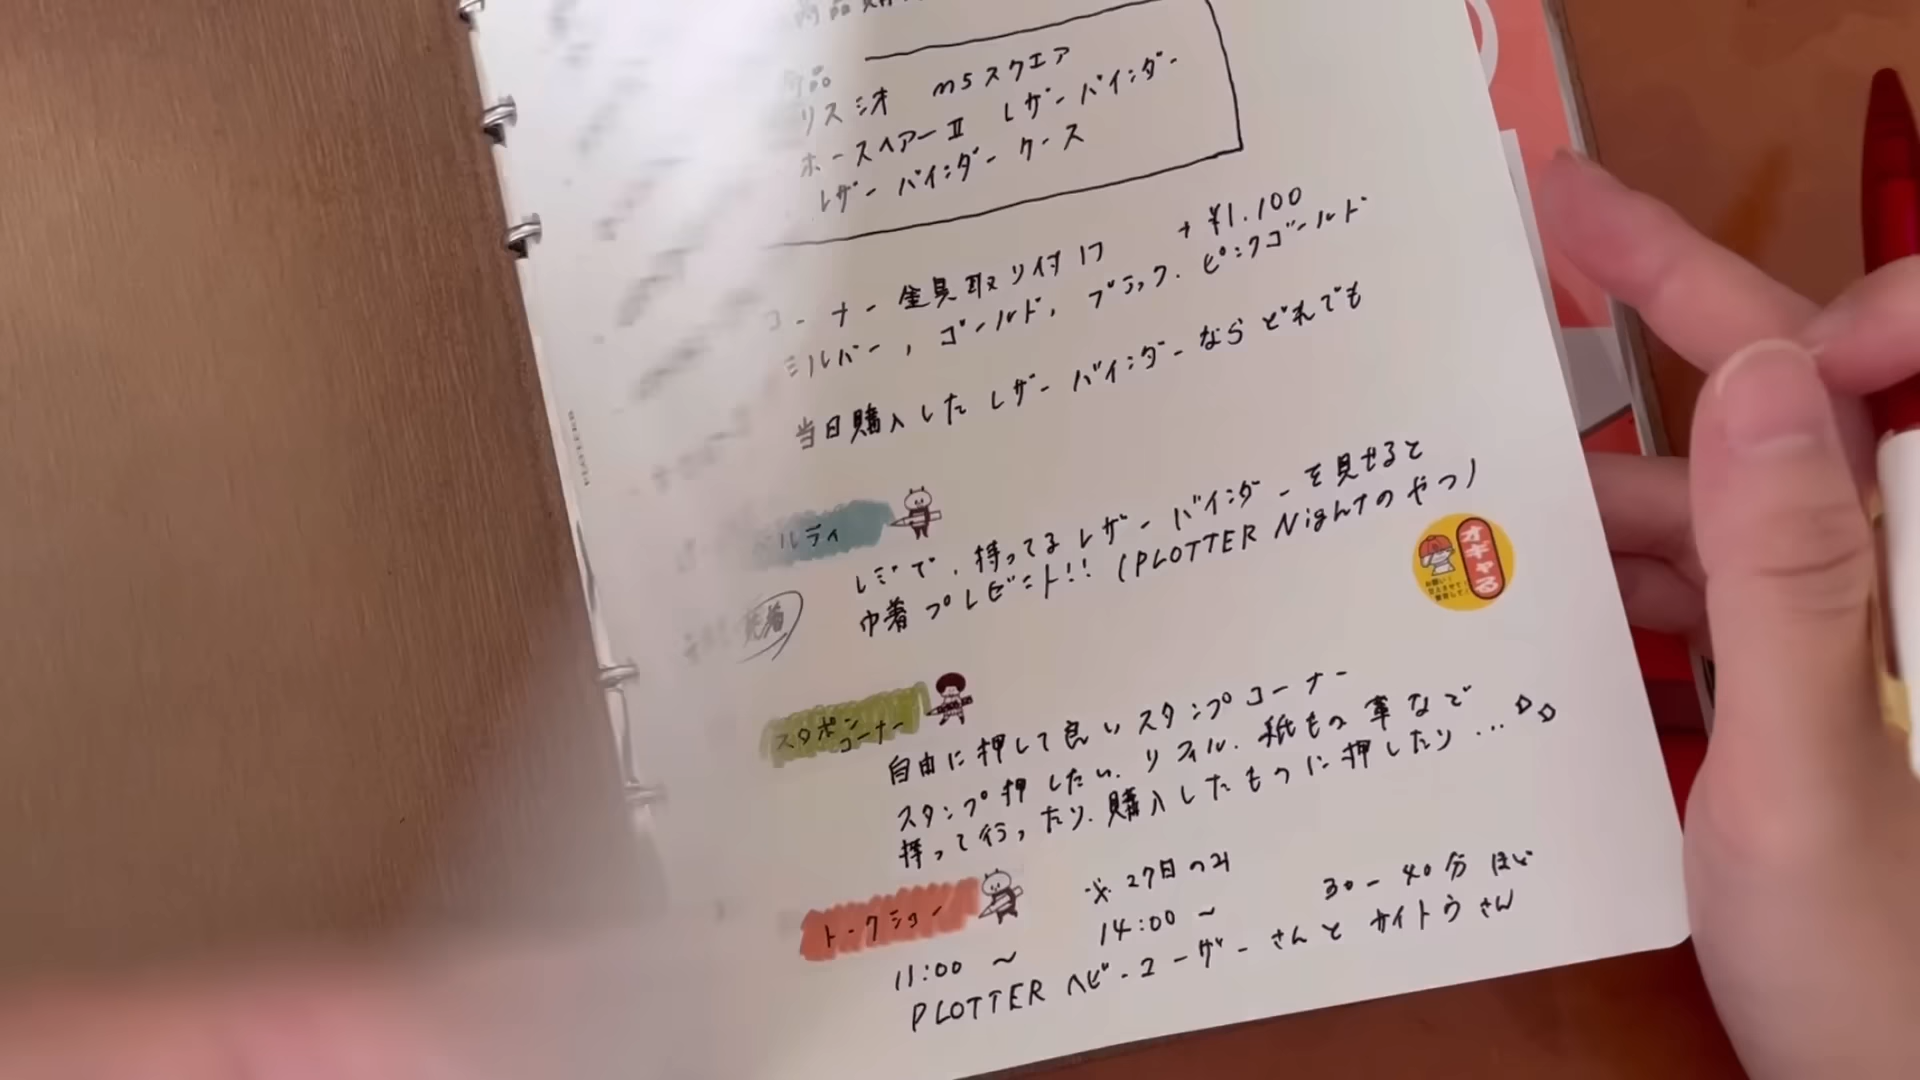 商品
リスシオ m5スクエア
ホースヘアーⅡ レザーバインダー
レザーバインダーケース
コーナー金具取り付け +¥1.100
シルバー, ゴールド, ブラック. ピンクゴールド
当日購入したレザーバインダーならどれでも
ルティ
レジで、持ってるレザーバインダーを見せると
巾着プレゼント!! (PLOTTER Nightのやつ)
先着
オギャる
スタポン
コーナー
自由に押して良いスタンプコーナー
スタンプ押したい、リフィル、紙もの革など
持って行ったり、購入したものに押したり...
トークショー
※27日のみ
11:00 〜 14:00 〜 30-40分ほど
PLOTTERヘビーユーザーさんとサイトウさん